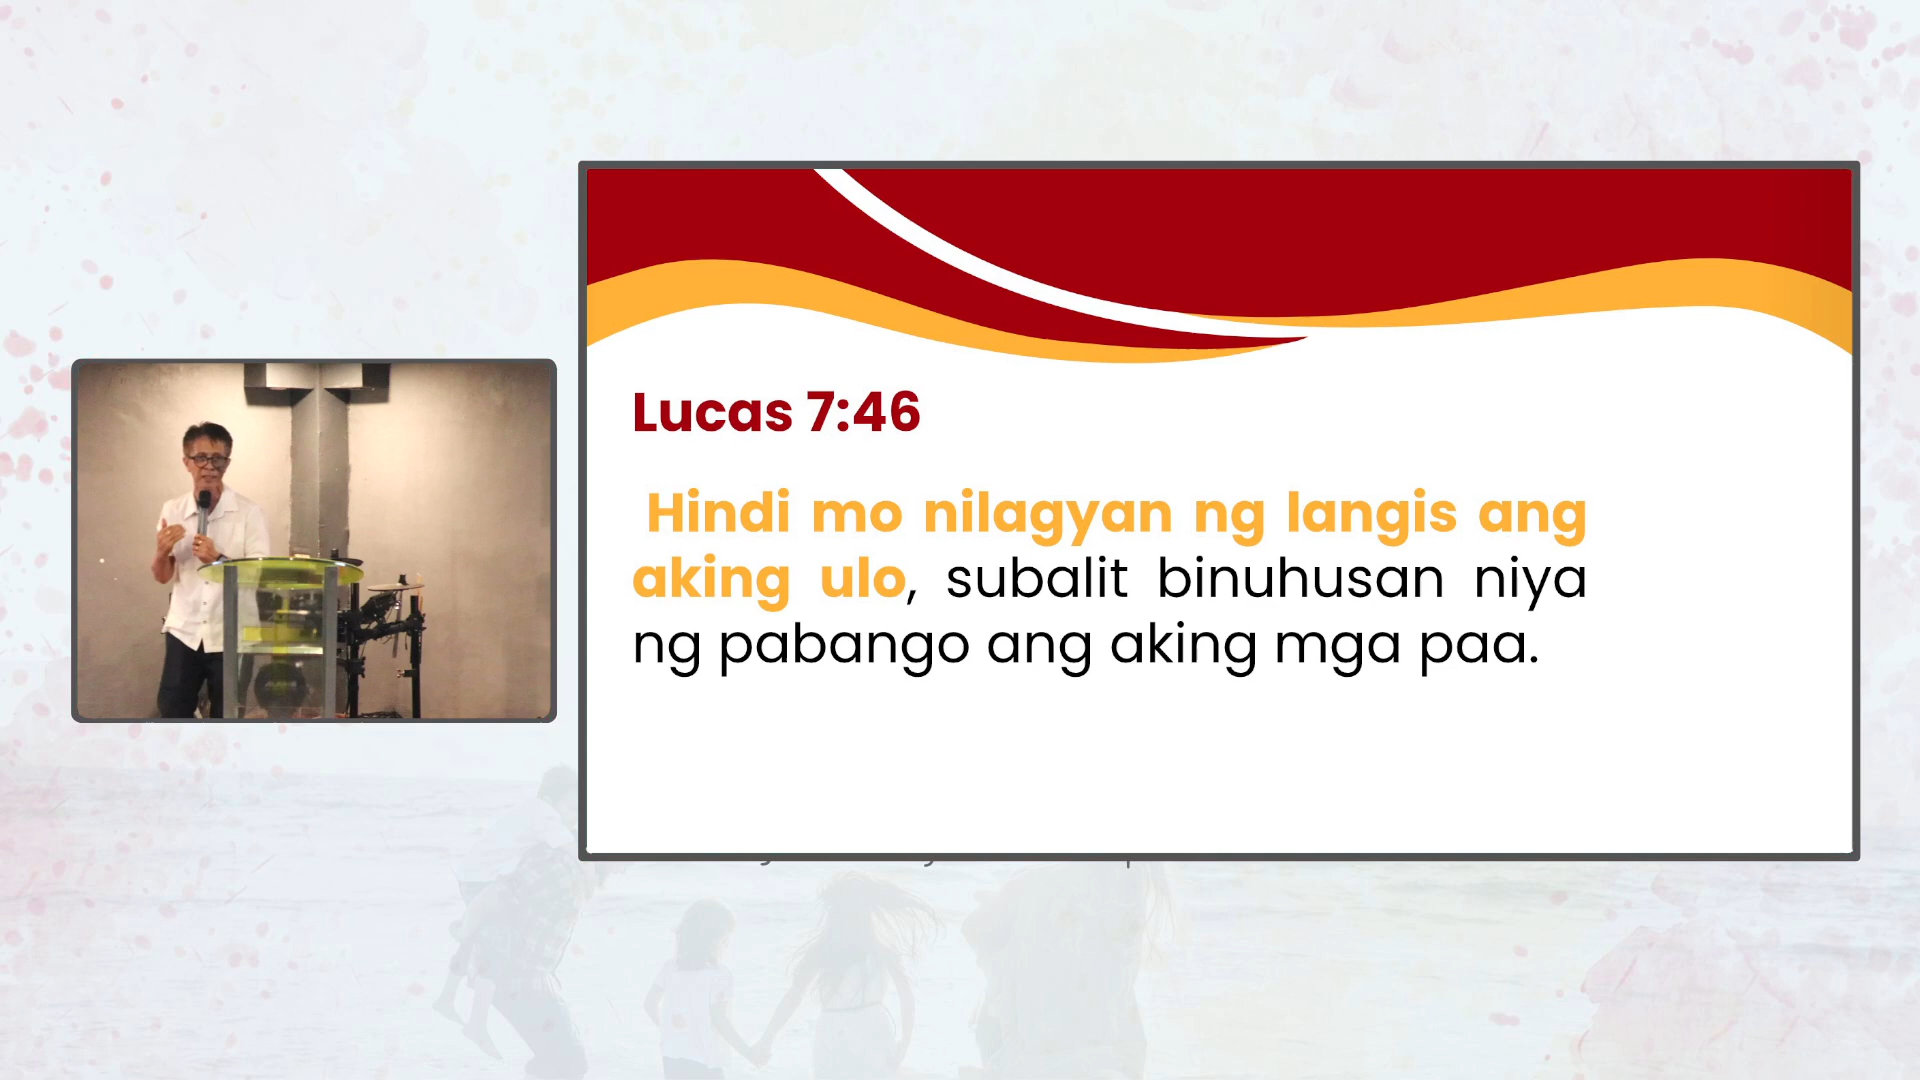 Lucas 7:46
Hindi mo nilagyan ng langis ang
aking ulo, subalit binuhusan niya
ng pabango ang aking mga paa.